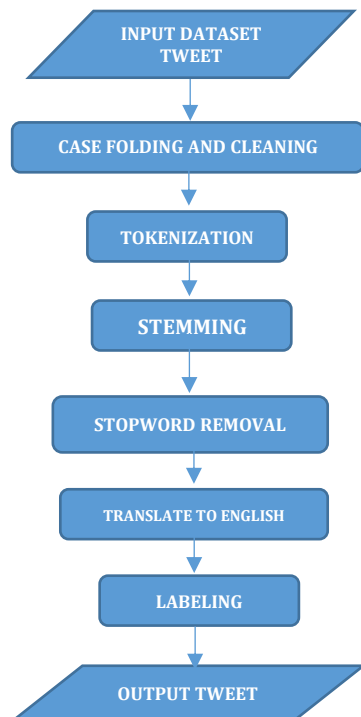 INPUT DATASET
TWEET
CASE FOLDING AND CLEANING
TOKENIZATION
STEMMING
STOPWORD REMOVAL
TRANSLATE TO ENGLISH
LABELING
OUTPUT TWEET